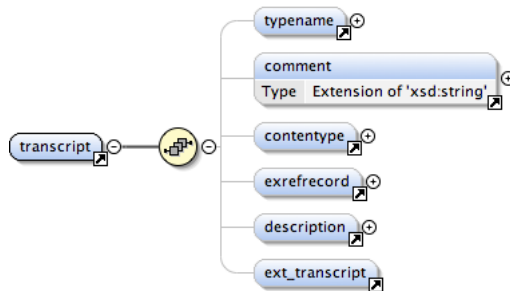 typename
comment
Type Extension of 'xsd:string'
contentype
transcript
exrefrecord
description
ext_transcript